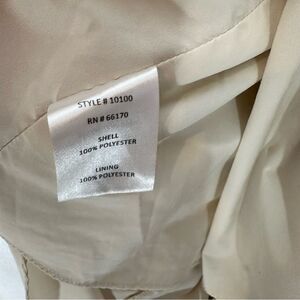 STYLE # 10100
RN # 66170
SHELL
100% POLYESTER
LINING
100% POLYESTER